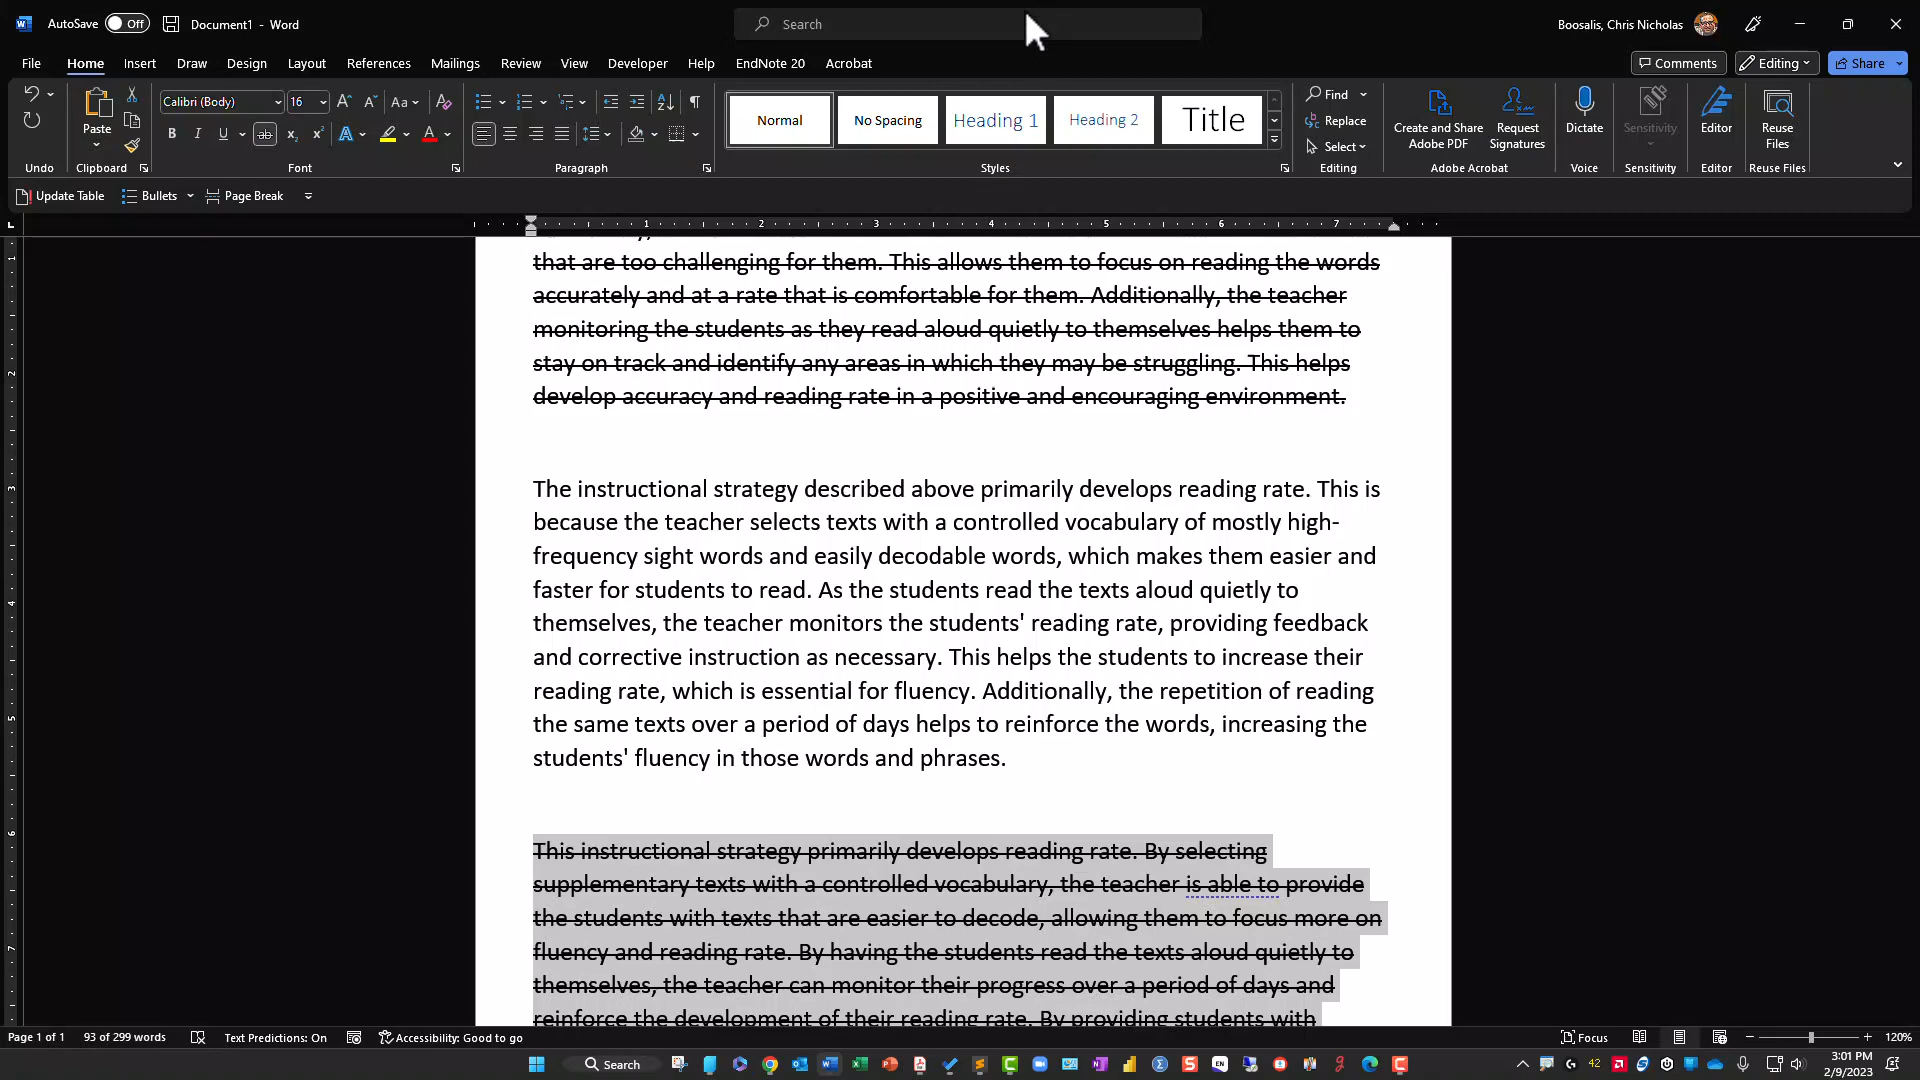 AutoSave Off Document1 - Word Search Boosalis, Chris Nicholas
File Home Insert Draw Design Layout References Mailings Review View Developer Help EndNote 20 Acrobat Comments Editing Share
Calibri (Body) 16 Aa
Paste
B I U ab x₂ x² A A
Normal No Spacing Heading 1 Heading 2 Title
Find
Replace
Select
Create and Share Adobe PDF
Request Signatures
Dictate
Sensitivity
Editor
Reuse Files
Undo Clipboard Font Paragraph Styles Editing Adobe Acrobat Voice Sensitivity Editor Reuse Files
Update Table Bullets Page Break
1 2 3 4 5 6 7
that are too challenging for them. This allows them to focus on reading the words
accurately and at a rate that is comfortable for them. Additionally, the teacher
monitoring the students as they read aloud quietly to themselves helps them to
stay on track and identify any areas in which they may be struggling. This helps
develop accuracy and reading rate in a positive and encouraging environment.
The instructional strategy described above primarily develops reading rate. This is
because the teacher selects texts with a controlled vocabulary of mostly high-
frequency sight words and easily decodable words, which makes them easier and
faster for students to read. As the students read the texts aloud quietly to
themselves, the teacher monitors the students' reading rate, providing feedback
and corrective instruction as necessary. This helps the students to increase their
reading rate, which is essential for fluency. Additionally, the repetition of reading
the same texts over a period of days helps to reinforce the words, increasing the
students' fluency in those words and phrases.
This instructional strategy primarily develops reading rate. By selecting
supplementary texts with a controlled vocabulary, the teacher is able to provide
the students with texts that are easier to decode, allowing them to focus more on
fluency and reading rate. By having the students read the texts aloud quietly to
themselves, the teacher can monitor their progress over a period of days and
reinforce the development of their reading rate. By providing students with
Page 1 of 1 93 of 299 words Text Predictions: On Accessibility: Good to go Focus 120%
Search 42 3:01 PM
2/9/2023